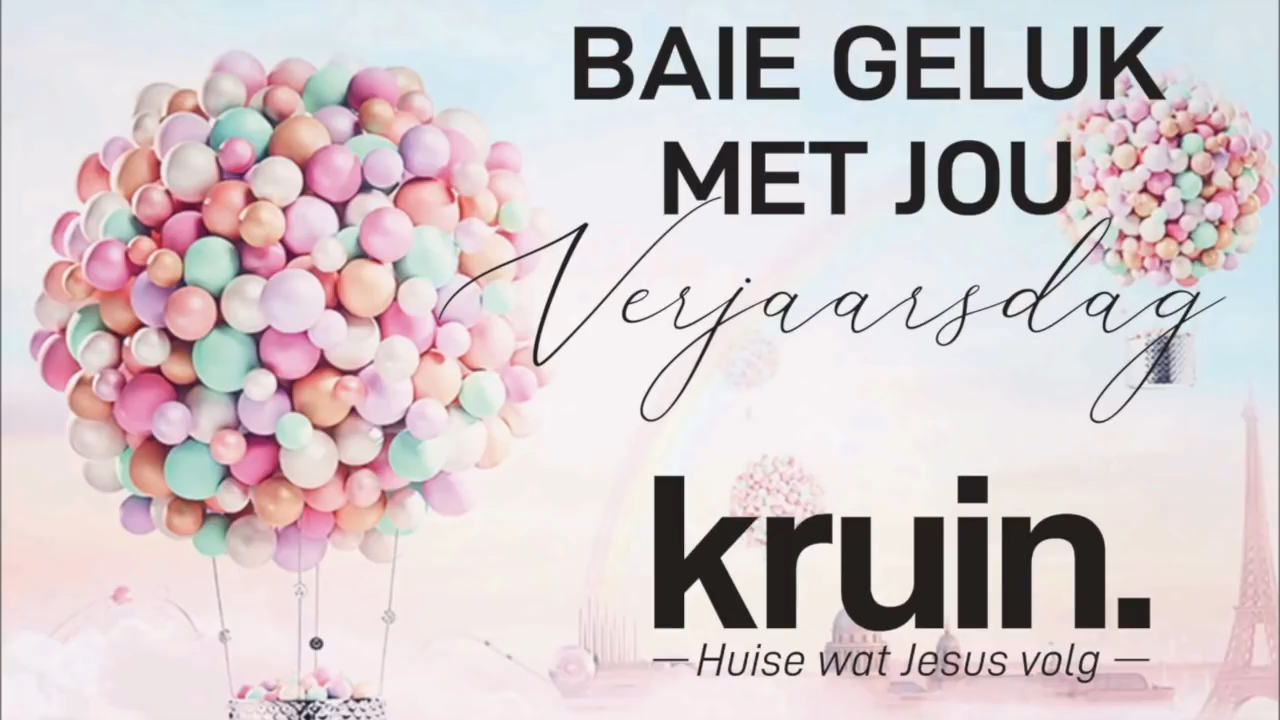 BAIE GELUK
MET JOU
Verjaarsdag
kruin.
— Huise wat Jesus volg —